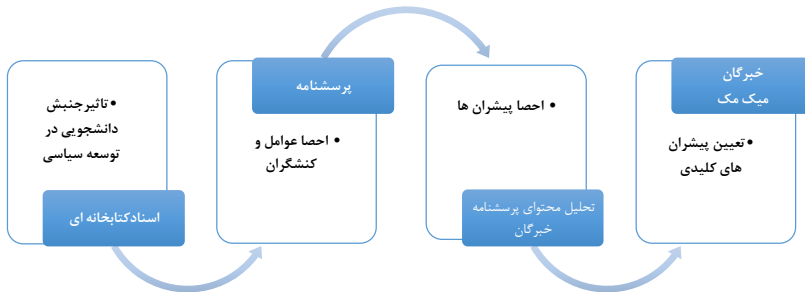 • تاثیرجنبش
دانشجویی در
توسعه سیاسی
اسنادکتابخانه ای
پرسشنامه
• احصا عوامل و
کنشگران
• احصا پیشران ها
تحلیل محتوای پرسشنامه
خبرگان
خبرگان
میک مک
• تعیین پیشران
های کلیدی